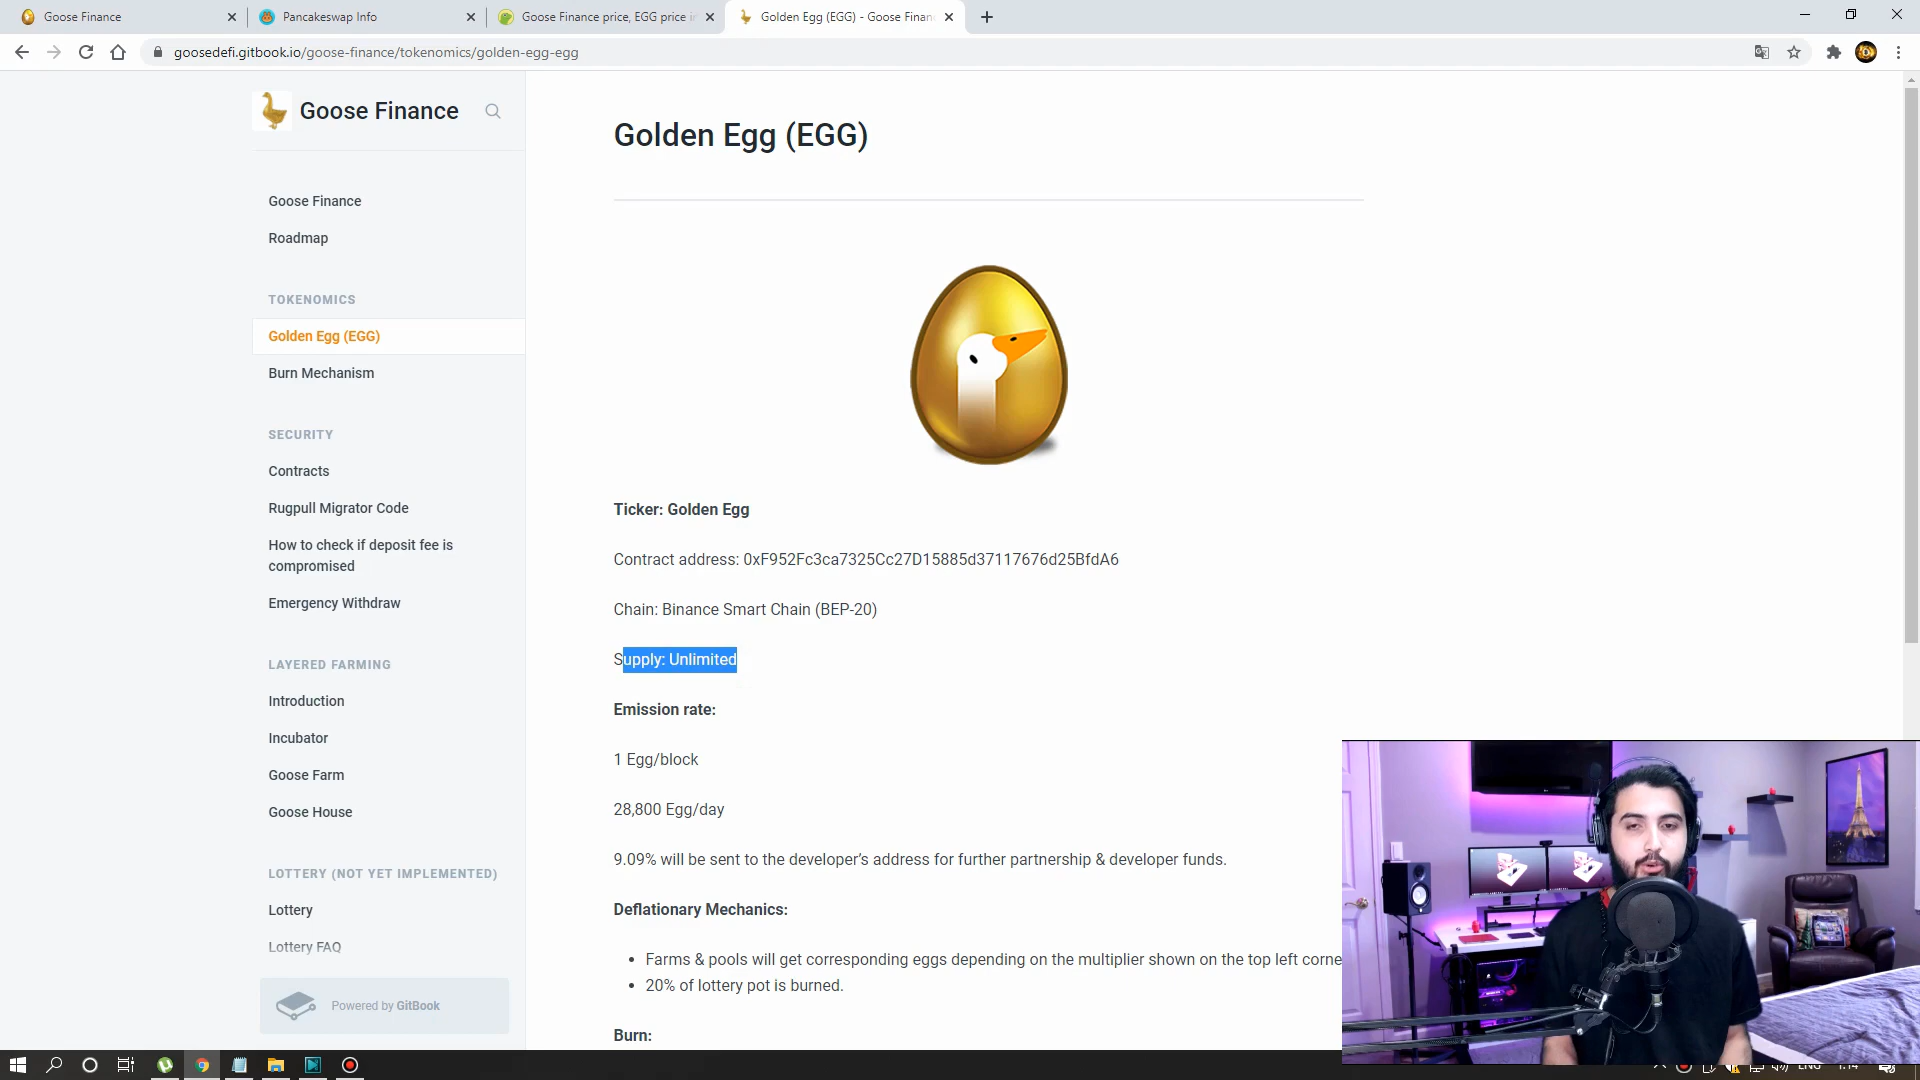 Goose Finance
Pancakeswap Info
Goose Finance price, EGG price
Golden Egg (EGG) - Goose Finan
goosedefi.gitbook.io/goose-finance/tokenomics/golden-egg-egg
Goose Finance
Goose Finance
Roadmap
TOKENOMICS
Golden Egg (EGG)
Burn Mechanism
SECURITY
Contracts
Rugpull Migrator Code
How to check if deposit fee is
compromised
Emergency Withdraw
LAYERED FARMING
Introduction
Incubator
Goose Farm
Goose House
LOTTERY (NOT YET IMPLEMENTED)
Lottery
Lottery FAQ
Powered by GitBook
Golden Egg (EGG)
Ticker: Golden Egg
Contract address: 0xF952Fc3ca7325Cc27D15885d37117676d25BfdA6
Chain: Binance Smart Chain (BEP-20)
Supply: Unlimited
Emission rate:
1 Egg/block
28,800 Egg/day
9.09% will be sent to the developer’s address for further partnership & developer funds.
Deflationary Mechanics:
• Farms & pools will get corresponding eggs depending on the multiplier shown on the top left corne
• 20% of lottery pot is burned.
Burn: